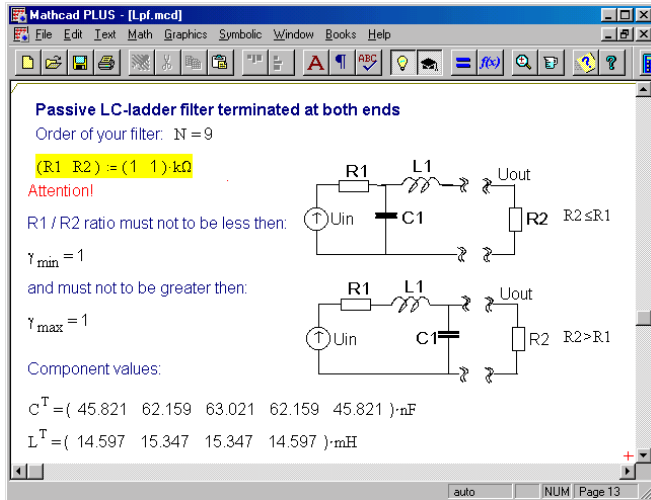 Mathcad PLUS - [Lpf.mcd]
File Edit Text Math Graphics Symbolic Window Books Help
A ¶ ABC = f(x) ? ?
Passive LC-ladder filter terminated at both ends
Order of your filter: N = 9
(R1 R2) := (1 1)·kΩ
Attention!
R1 / R2 ratio must not to be less then:
γmin = 1
and must not to be greater then:
γmax = 1
Component values:
C^T = ( 45.821 62.159 63.021 62.159 45.821 )·nF
L^T = ( 14.597 15.347 15.347 14.597 )·mH
R1 L1 Uout
Uin C1 R2 R2≤R1
R1 L1 Uout
Uin C1 R2 R2>R1
auto NUM Page 13